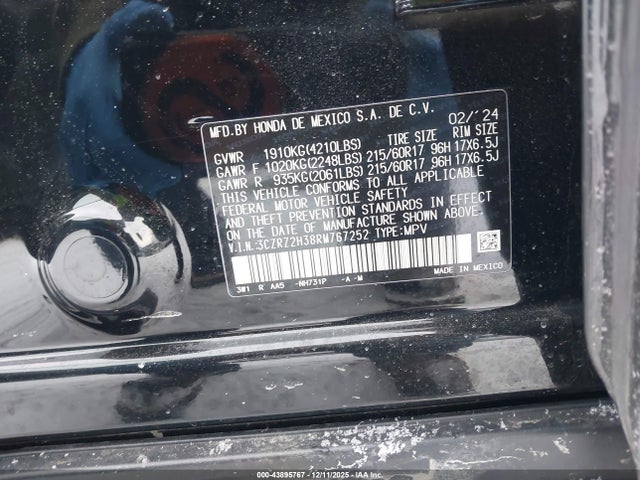 MFD.BY HONDA DE MEXICO S.A. DE C.V. 02/'24
TIRE SIZE RIM SIZE
GVWR 1910KG(4210LBS)
GAWR F 1020KG(2248LBS) 215/60R17 96H 17X6.5J
GAWR R 935KG(2061LBS) 215/60R17 96H 17X6.5J
THIS VEHICLE CONFORMS TO ALL APPLICABLE
FEDERAL MOTOR VEHICLE SAFETY
AND THEFT PREVENTION STANDARDS IN EFFECT
ON THE DATE OF MANUFACTURE SHOWN ABOVE.
V.I.N.:3CZRZ2H38RM767252 TYPE:MPV
3W1 R AA5 -NH731P -A-M MADE IN MEXICO
000-43895767 - 12/11/2025 - IAA Inc.